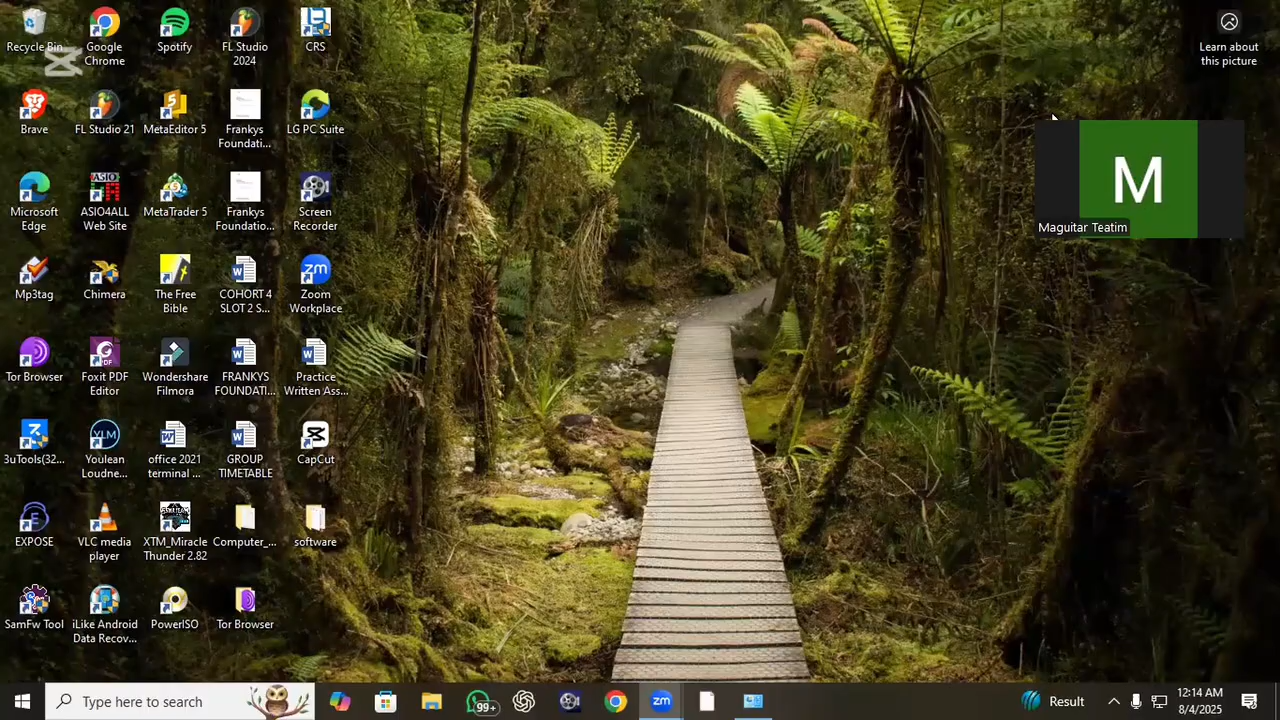 Recycle Bin
Google
Chrome
Spotify
FL Studio
2024
CRS
Learn about
this picture
Brave
FL Studio 21
MetaEditor 5
Frankys
Foundati...
LG PC Suite
M
Maguitar Teatim
Microsoft
Edge
ASIO
ASIO4ALL
Web Site
MetaTrader 5
Frankys
Foundatio...
Screen
Recorder
Mp3tag
Chimera
The Free
Bible
COHORT 4
SLOT 2 S...
zm
Zoom
Workplace
Tor Browser
Foxit PDF
Editor
Wondershare
Filmora
FRANKYS
FOUNDATI...
Practice
Written Ass...
3uTools(32...
YLM
Youlean
Loudne...
office 2021
terminal ...
GROUP
TIMETABLE
CapCut
EXPOSE
VLC media
player
XTM_Miracle
Thunder 2.82
Computer_...
software
SamFw Tool
iLike Android
Data Recov...
PowerISO
Tor Browser
Type here to search
99+
zm
Result
12:14 AM
8/4/2025